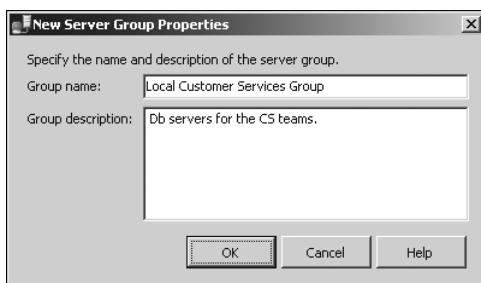 New Server Group Properties
Specify the name and description of the server group.
Group name: Local Customer Services Group
Group description: Db servers for the CS teams.
OK Cancel Help